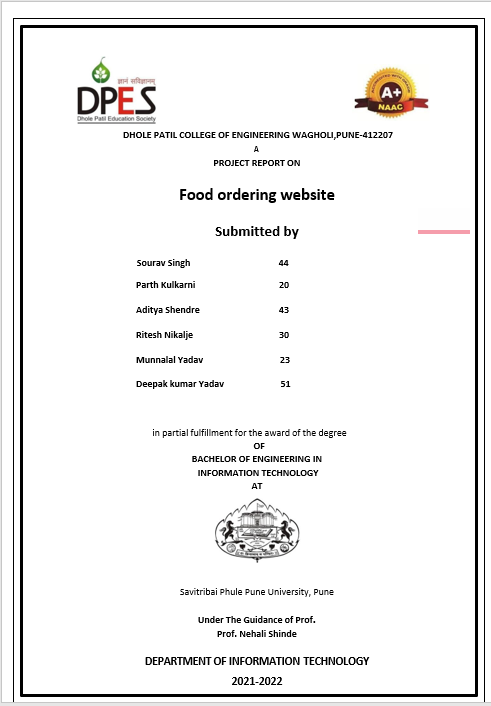 ज्ञानं सर्वविज्ञानम्
DPES
Dhole Patil Education Society
A+
NAAC
DHOLE PATIL COLLEGE OF ENGINEERING WAGHOLI,PUNE-412207
A
PROJECT REPORT ON
Food ordering website
Submitted by
Sourav Singh 44
Parth Kulkarni 20
Aditya Shendre 43
Ritesh Nikalje 30
Munnalal Yadav 23
Deepak kumar Yadav 51
in partial fulfillment for the award of the degree
OF
BACHELOR OF ENGINEERING IN
INFORMATION TECHNOLOGY
AT
Savitribai Phule Pune University, Pune
Under The Guidance of Prof.
Prof. Nehali Shinde
DEPARTMENT OF INFORMATION TECHNOLOGY
2021-2022